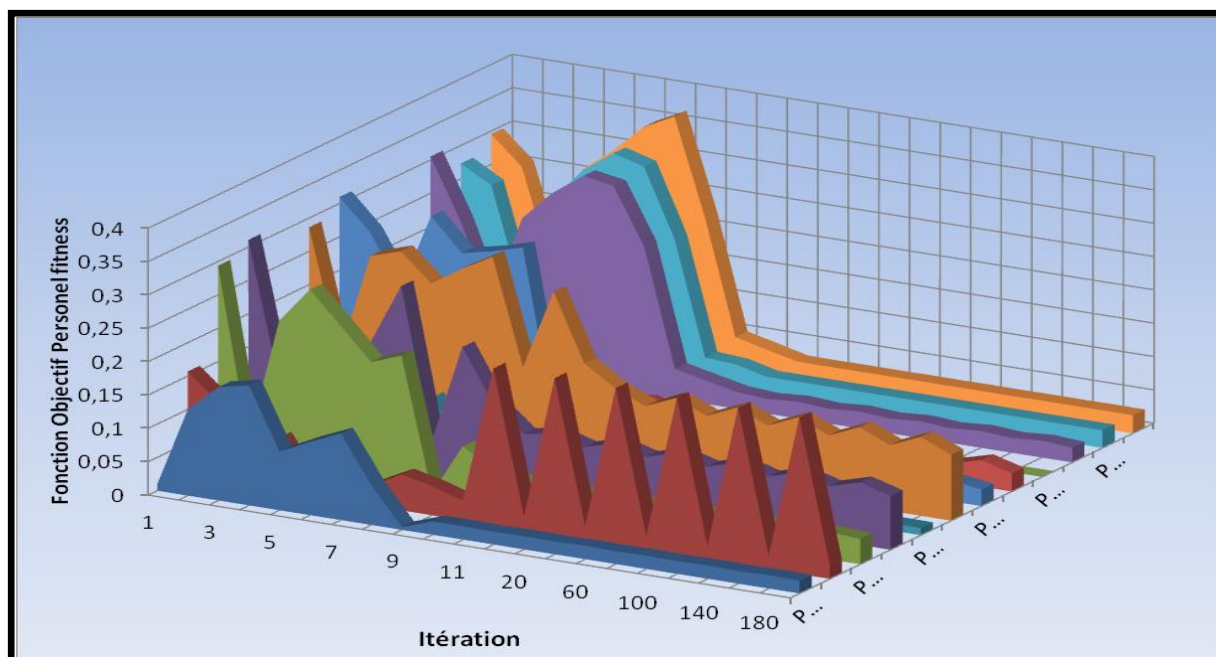 Fonction Objectif Personel fitness
0,4
0,35
0,3
0,25
0,2
0,15
0,1
0,05
0
1
3
5
7
9
11
20
60
100
140
180
P...
P...
P...
P...
P...
P...
Itération